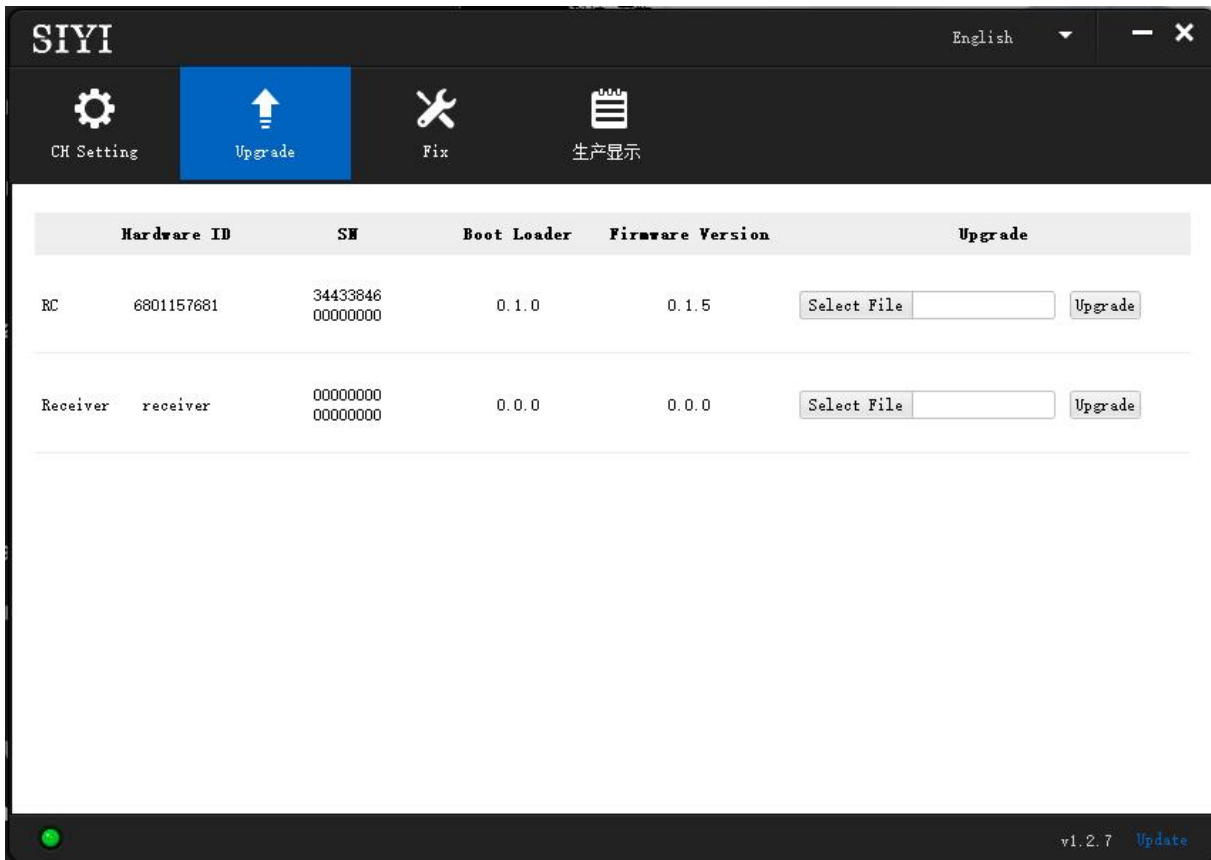 SIYI
English
CH Setting
Upgrade
Fix
生产显示
Hardware ID SN Boot Loader Firmware Version Upgrade
RC 6801157681 34433846 0.1.0 0.1.5 Select File Upgrade
00000000
Receiver receiver 00000000 0.0.0 0.0.0 Select File Upgrade
00000000
v1.2.7 Update